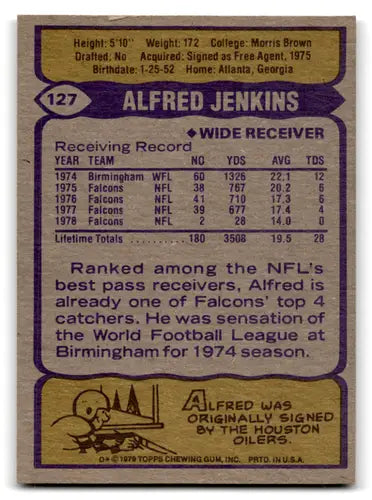 Height: 5'10" Weight: 172 College: Morris Brown
Drafted: No Acquired: Signed as Free Agent, 1975
Birthdate: 1-25-52 Home: Atlanta, Georgia
127 ALFRED JENKINS
◆WIDE RECEIVER
Receiving Record
YEAR TEAM NO YDS AVG TDS
1974 Birmingham WFL 60 1326 22.1 12
1975 Falcons NFL 38 767 20.2 6
1976 Falcons NFL 41 710 17.3 6
1977 Falcons NFL 39 677 17.4 4
1978 Falcons NFL 2 28 14.0 0
Lifetime Totals .......... 180 3508 19.5 28
Ranked among the NFL's
best pass receivers, Alfred is
already one of Falcons' top 4
catchers. He was sensation of
the World Football League at
Birmingham for 1974 season.
ALFRED WAS
ORIGINALLY SIGNED
BY THE HOUSTON
OILERS.
D* © 1979 TOPPS CHEWING GUM, INC. PRTD. IN U.S.A.